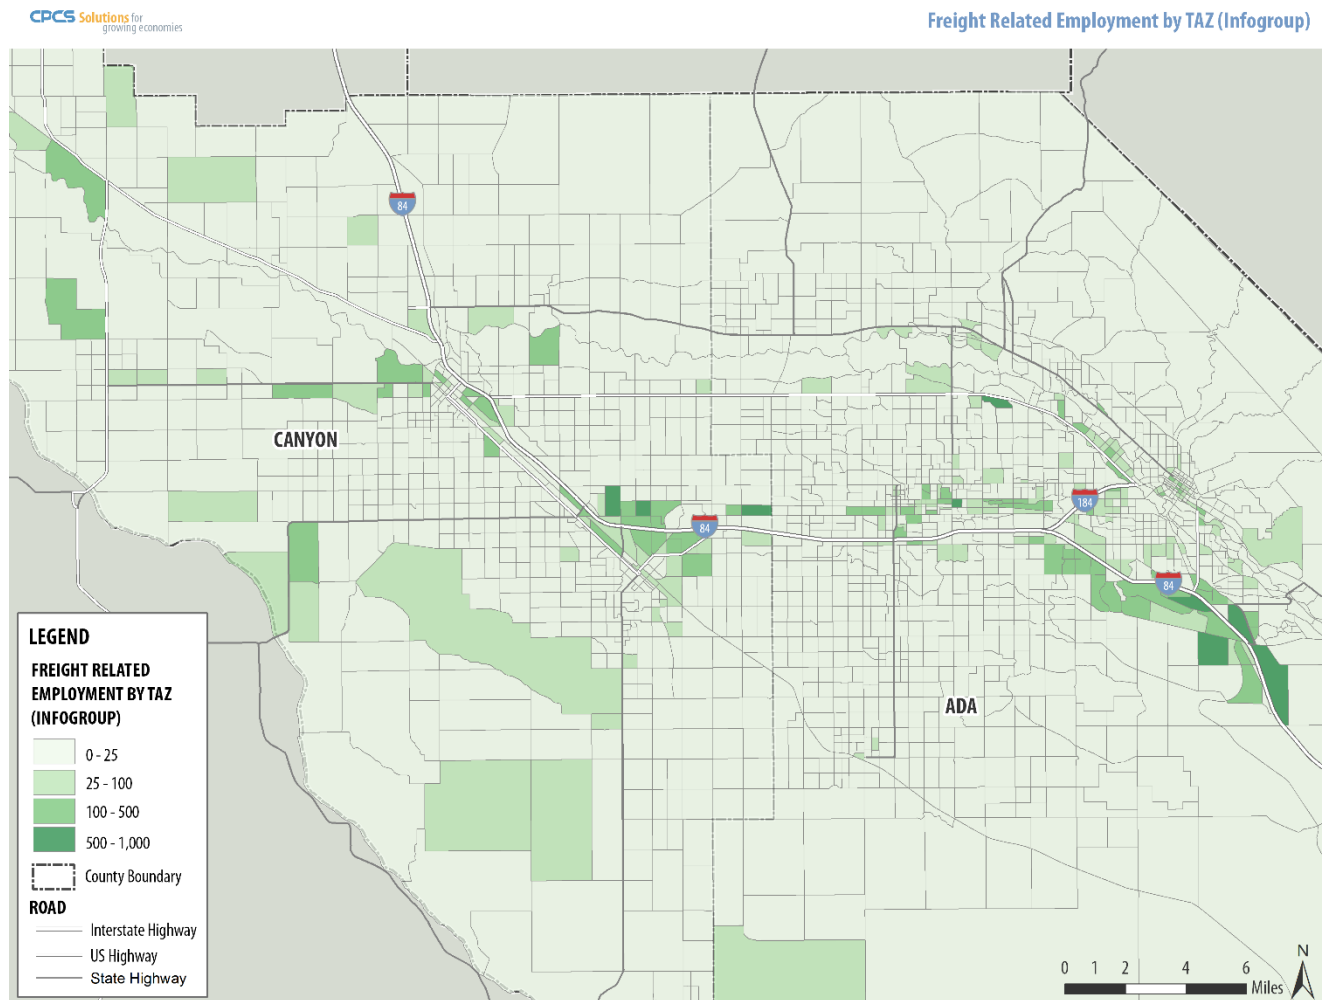 CPCS Solutions for
growing economies
Freight Related Employment by TAZ (Infogroup)
84
CANYON
184
84
84
ADA
LEGEND
FREIGHT RELATED
EMPLOYMENT BY TAZ
(INFOGROUP)
0 - 25
25 - 100
100 - 500
500 - 1,000
County Boundary
ROAD
Interstate Highway
US Highway
State Highway
N
0 1 2 4 6
Miles